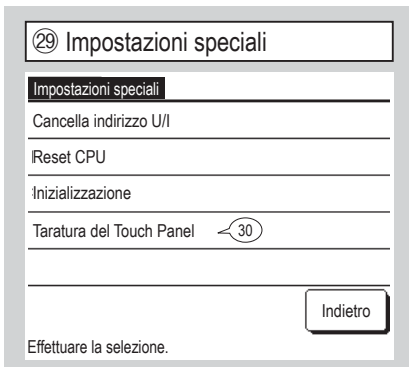 ㉙ Impostazioni speciali
Impostazioni speciali
Cancella indirizzo U/I
Reset CPU
Inizializzazione
Taratura del Touch Panel 30
Indietro
Effettuare la selezione.